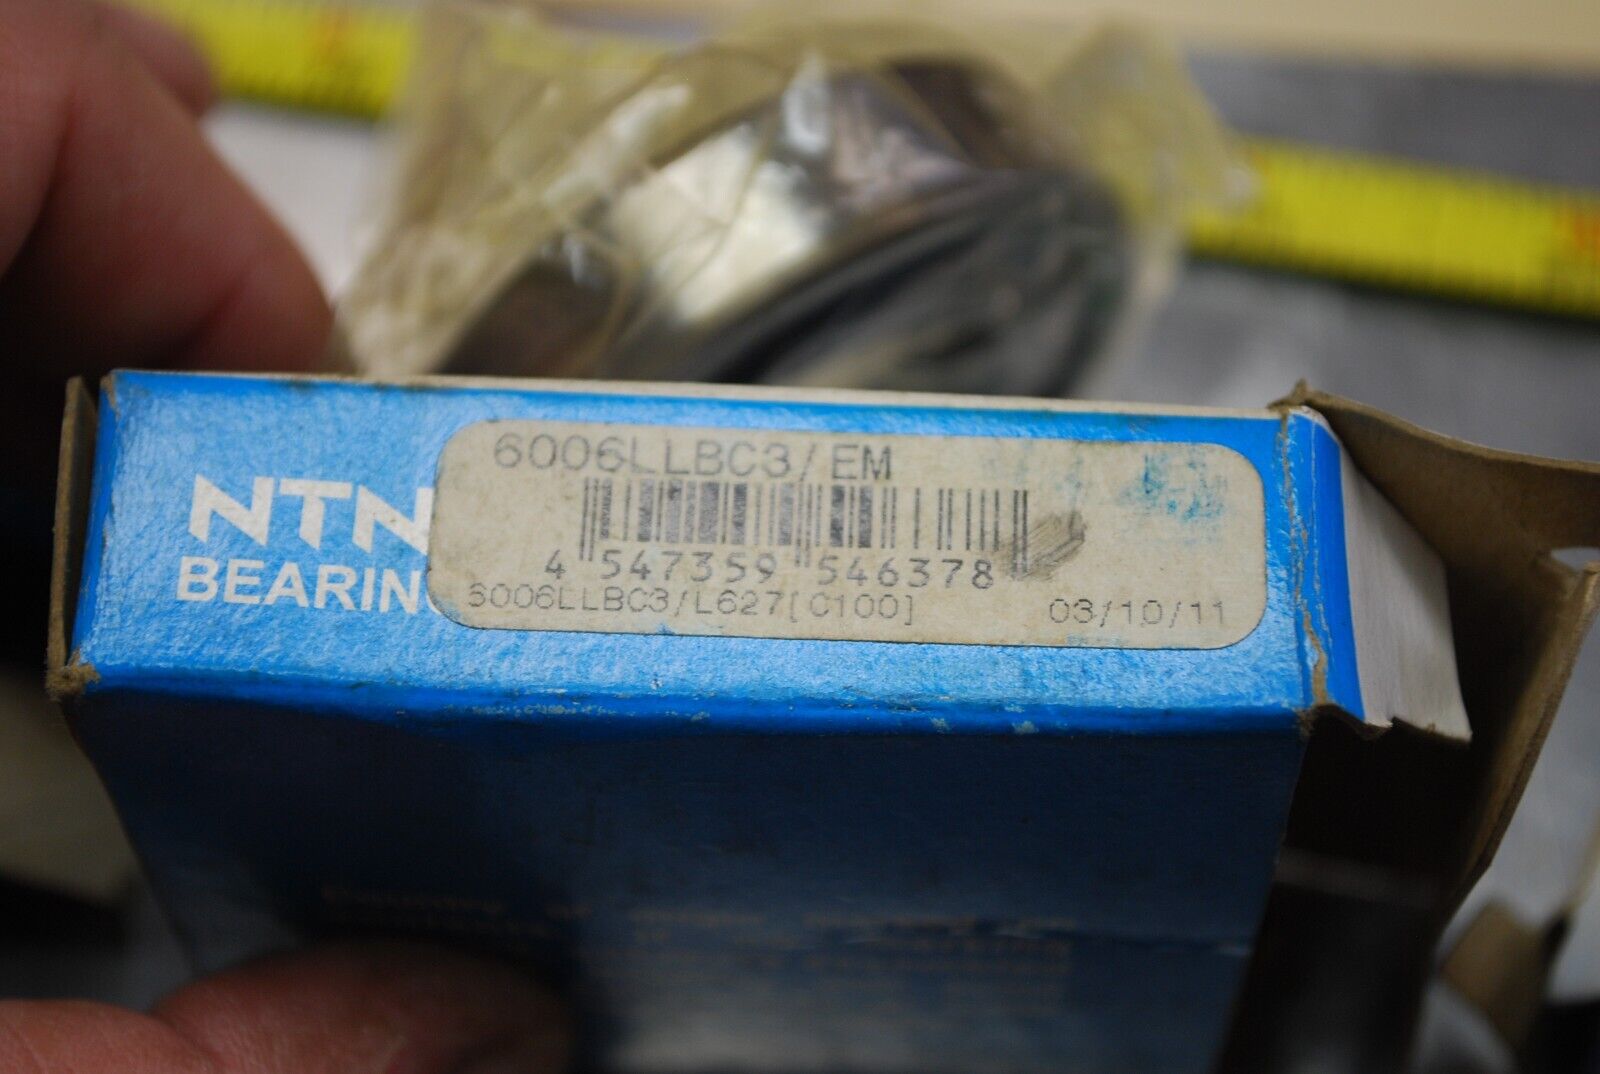 NTN
BEARIN
6006LLBC3/EM
4 547359 546378
6006LLBC3/L627[C100]
03/10/11